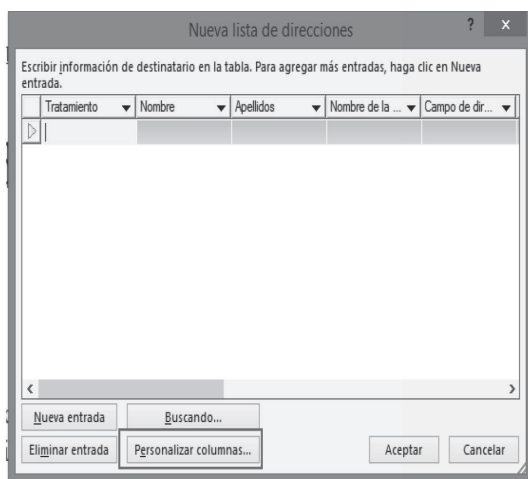 Nueva lista de direcciones ? x
Escribir información de destinatario en la tabla. Para agregar más entradas, haga clic en Nueva
entrada.
Tratamiento Nombre Apellidos Nombre de la ... Campo de dir...
Nueva entrada Buscando...
Eliminar entrada Personalizar columnas... Aceptar Cancelar